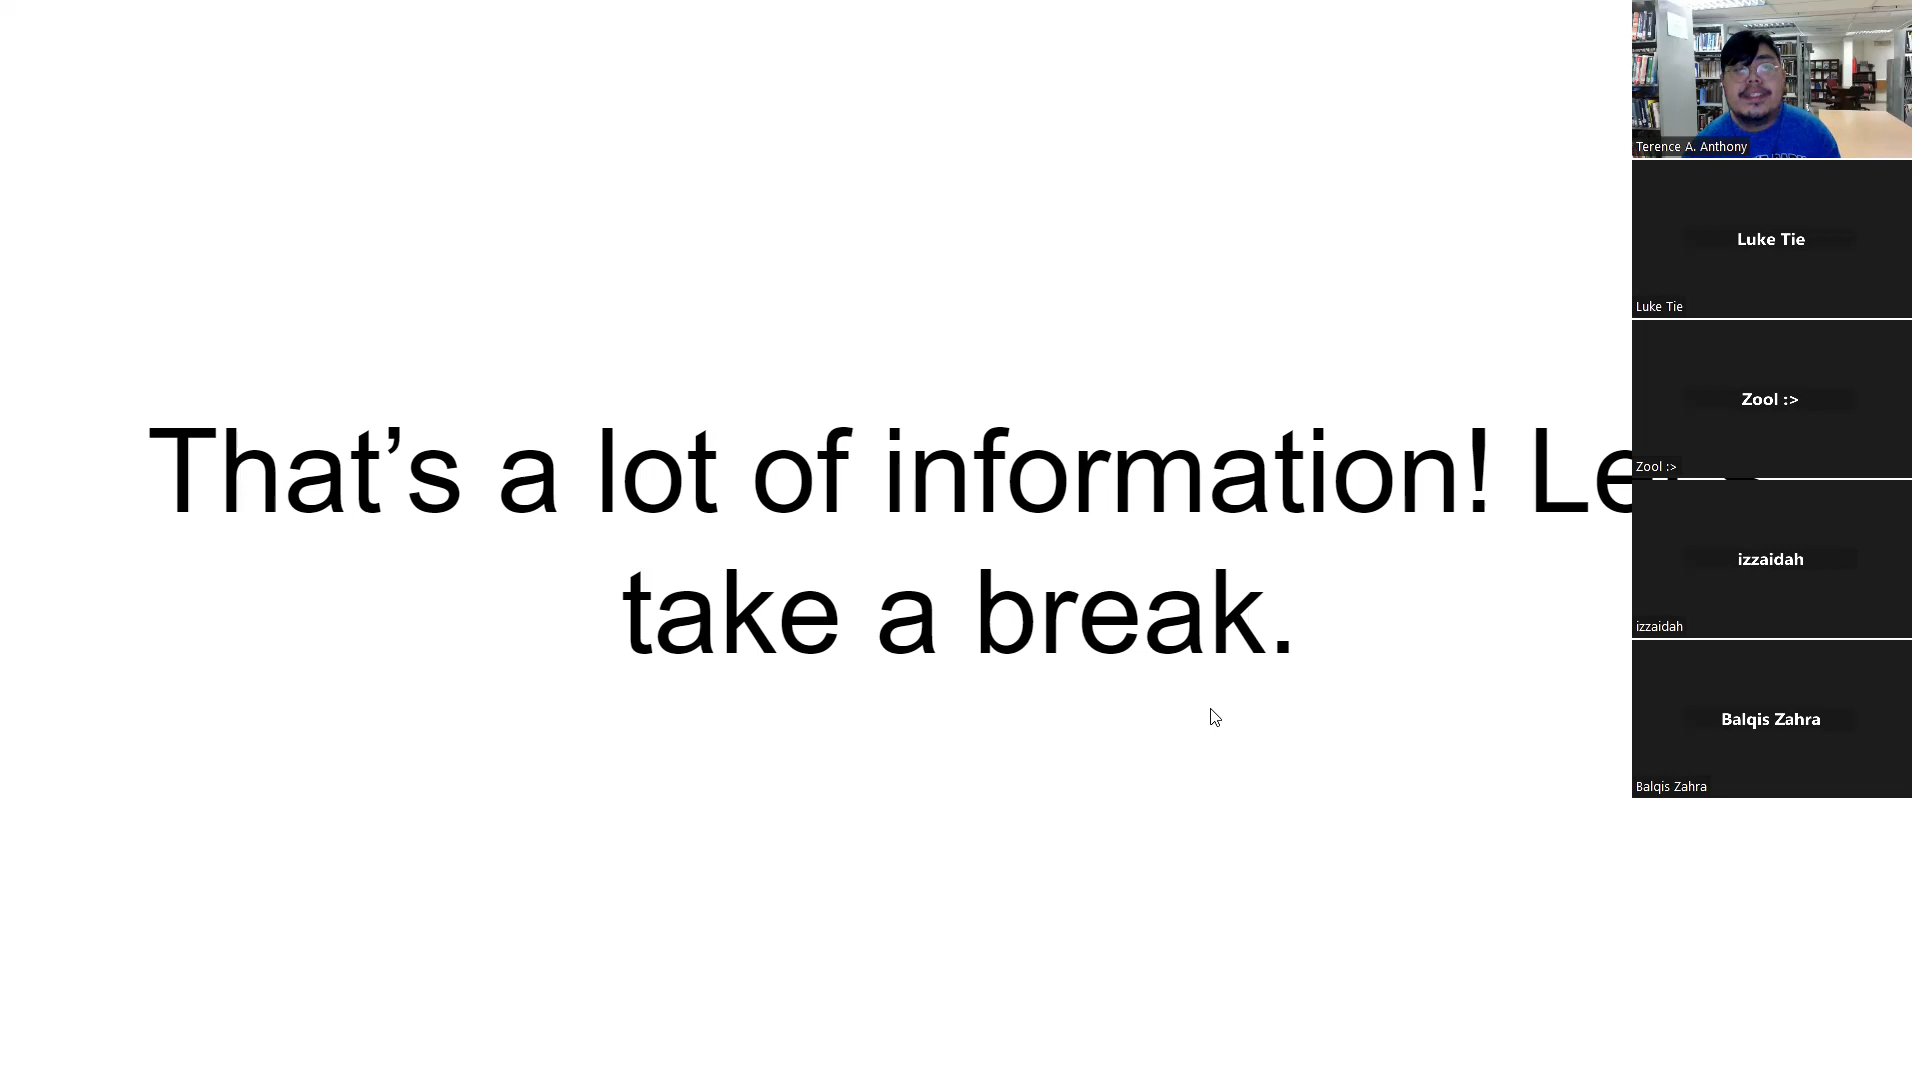 That’s a lot of information! Le
take a break.
Terence A. Anthony
Luke Tie
Luke Tie
Zool :>
Zool :>
izzaidah
izzaidah
Balqis Zahra
Balqis Zahra